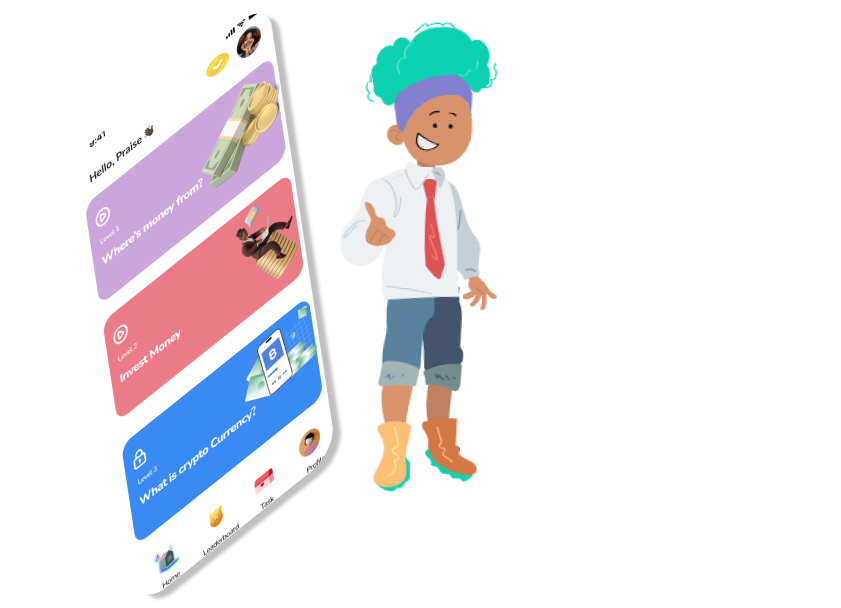 9:41
Hello, Praise
Level 1
Where's money from?
Level 2
Invest Money
Level 3
What is crypto Currency?
B
Home
Leaderboard
Task
Profile